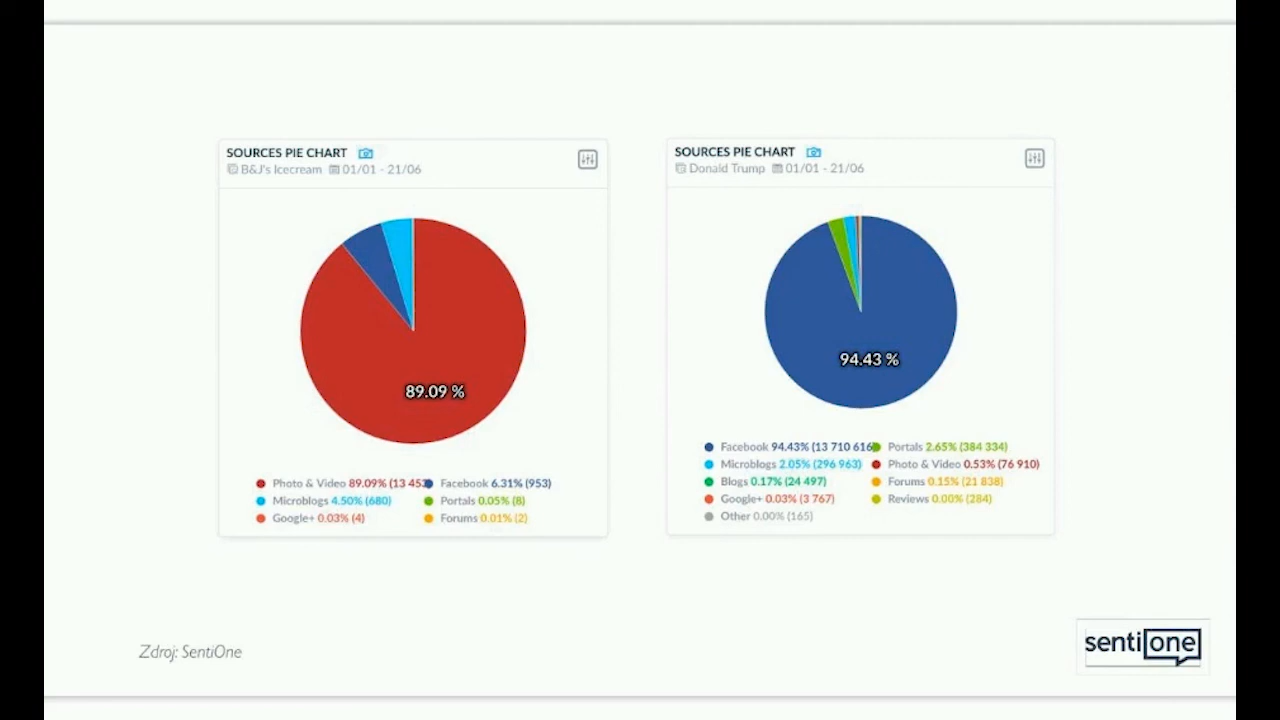 SOURCES PIE CHART
B&J's Icecream 01/01 - 21/06
89.09 %
Photo & Video 89.09% (13 453 Facebook 6.31% (953)
Microblogs 4.50% (680) Portals 0.05% (8)
Google+ 0.03% (4) Forums 0.01% (2)
SOURCES PIE CHART
Donald Trump 01/01 - 21/06
94.43 %
Facebook 94.43% (13 710 616 Portals 2.65% (384 334)
Microblogs 2.05% (296 963) Photo & Video 0.53% (76 910)
Blogs 0.17% (24 497) Forums 0.15% (21 838)
Google+ 0.03% (3 767) Reviews 0.00% (284)
Other 0.00% (165)
Zdroj: SentiOne
sentione